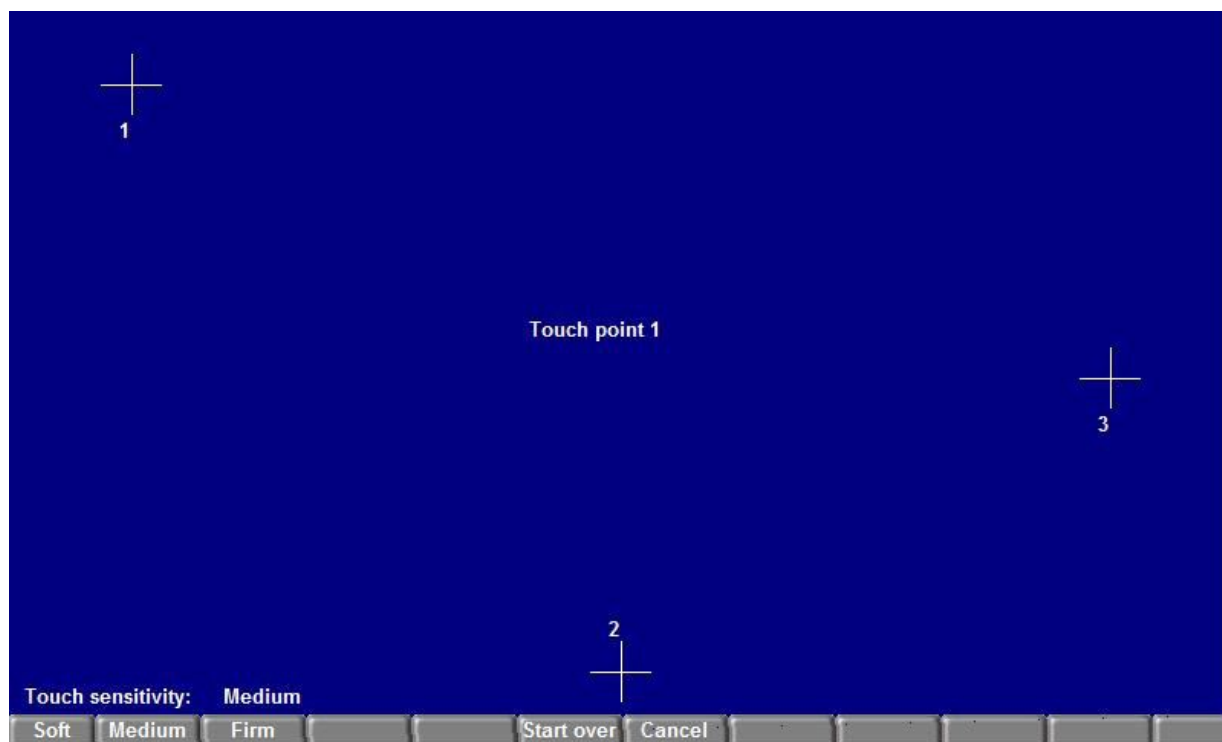 1
Touch point 1
3
2
Touch sensitivity: Medium
Soft Medium Firm Start over Cancel